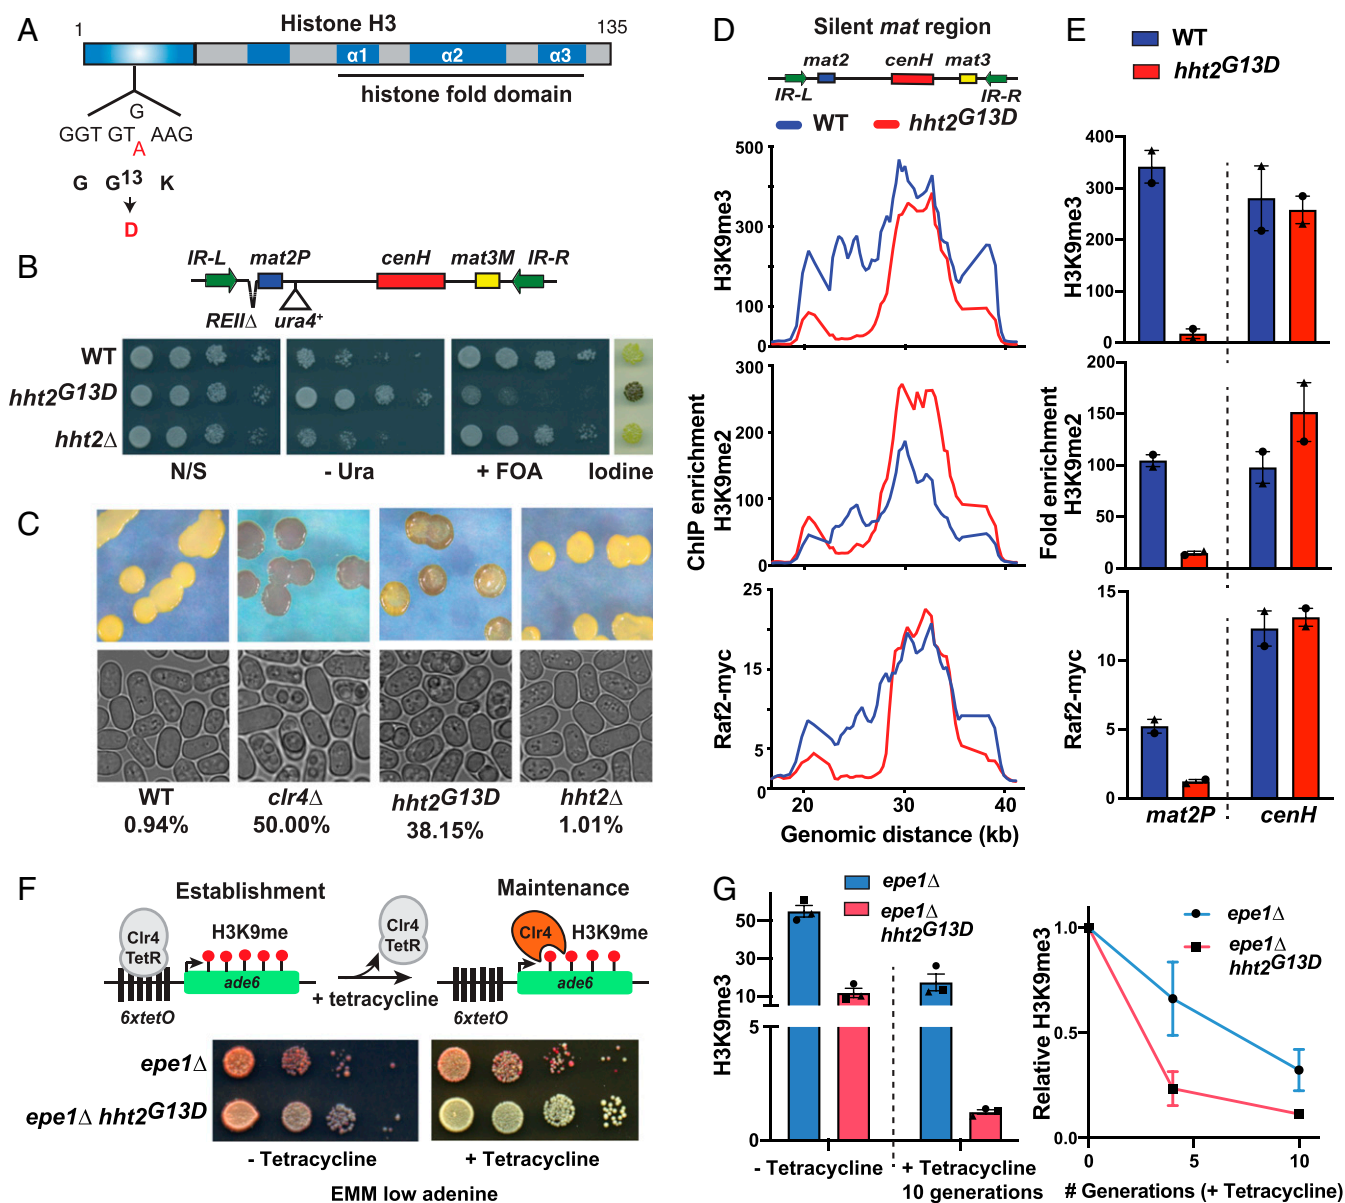 A
1
Histone H3
135
α1
α2
α3
histone fold domain
G
GGT GT AAG
A
G G13 K
D
B
IR-L
mat2P
cenH
mat3M
IR-R
REIIΔ
ura4+
WT
hht2G13D
hht2Δ
N/S
- Ura
+ FOA
Iodine
C
WT
clr4Δ
hht2G13D
hht2Δ
0.94%
50.00%
38.15%
1.01%
D
Silent mat region
mat2
cenH
mat3
IR-L
IR-R
WT
hht2G13D
ChIP enrichment
H3K9me3
500
300
100
0
H3K9me2
300
200
100
0
Raf2-myc
25
15
5
0
20
30
40
Genomic distance (kb)
E
WT
hht2G13D
Fold enrichment
H3K9me3
400
300
200
100
0
H3K9me2
200
150
100
50
0
Raf2-myc
15
10
5
0
mat2P
cenH
F
Establishment
Maintenance
Clr4
TetR
H3K9me
ade6
6xtetO
Clr4
TetR
+ tetracycline
Clr4
H3K9me
ade6
6xtetO
epe1Δ
epe1Δ hht2G13D
- Tetracycline
+ Tetracycline
EMM low adenine
G
epe1Δ
epe1Δ
hht2G13D
H3K9me3
50
30
10
5
0
- Tetracycline
+ Tetracycline
10 generations
epe1Δ
epe1Δ
hht2G13D
Relative H3K9me3
1.0
0.5
0.0
0
5
10
# Generations (+ Tetracycline)